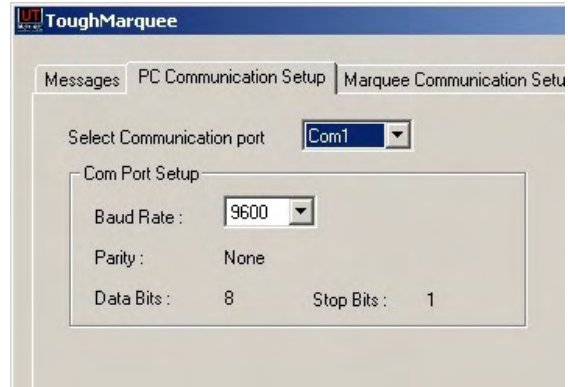 UT ToughMarquee
Messages PC Communication Setup Marquee Communication Setu
Select Communication port Com1
Com Port Setup
Baud Rate : 9600
Parity : None
Data Bits : 8 Stop Bits : 1